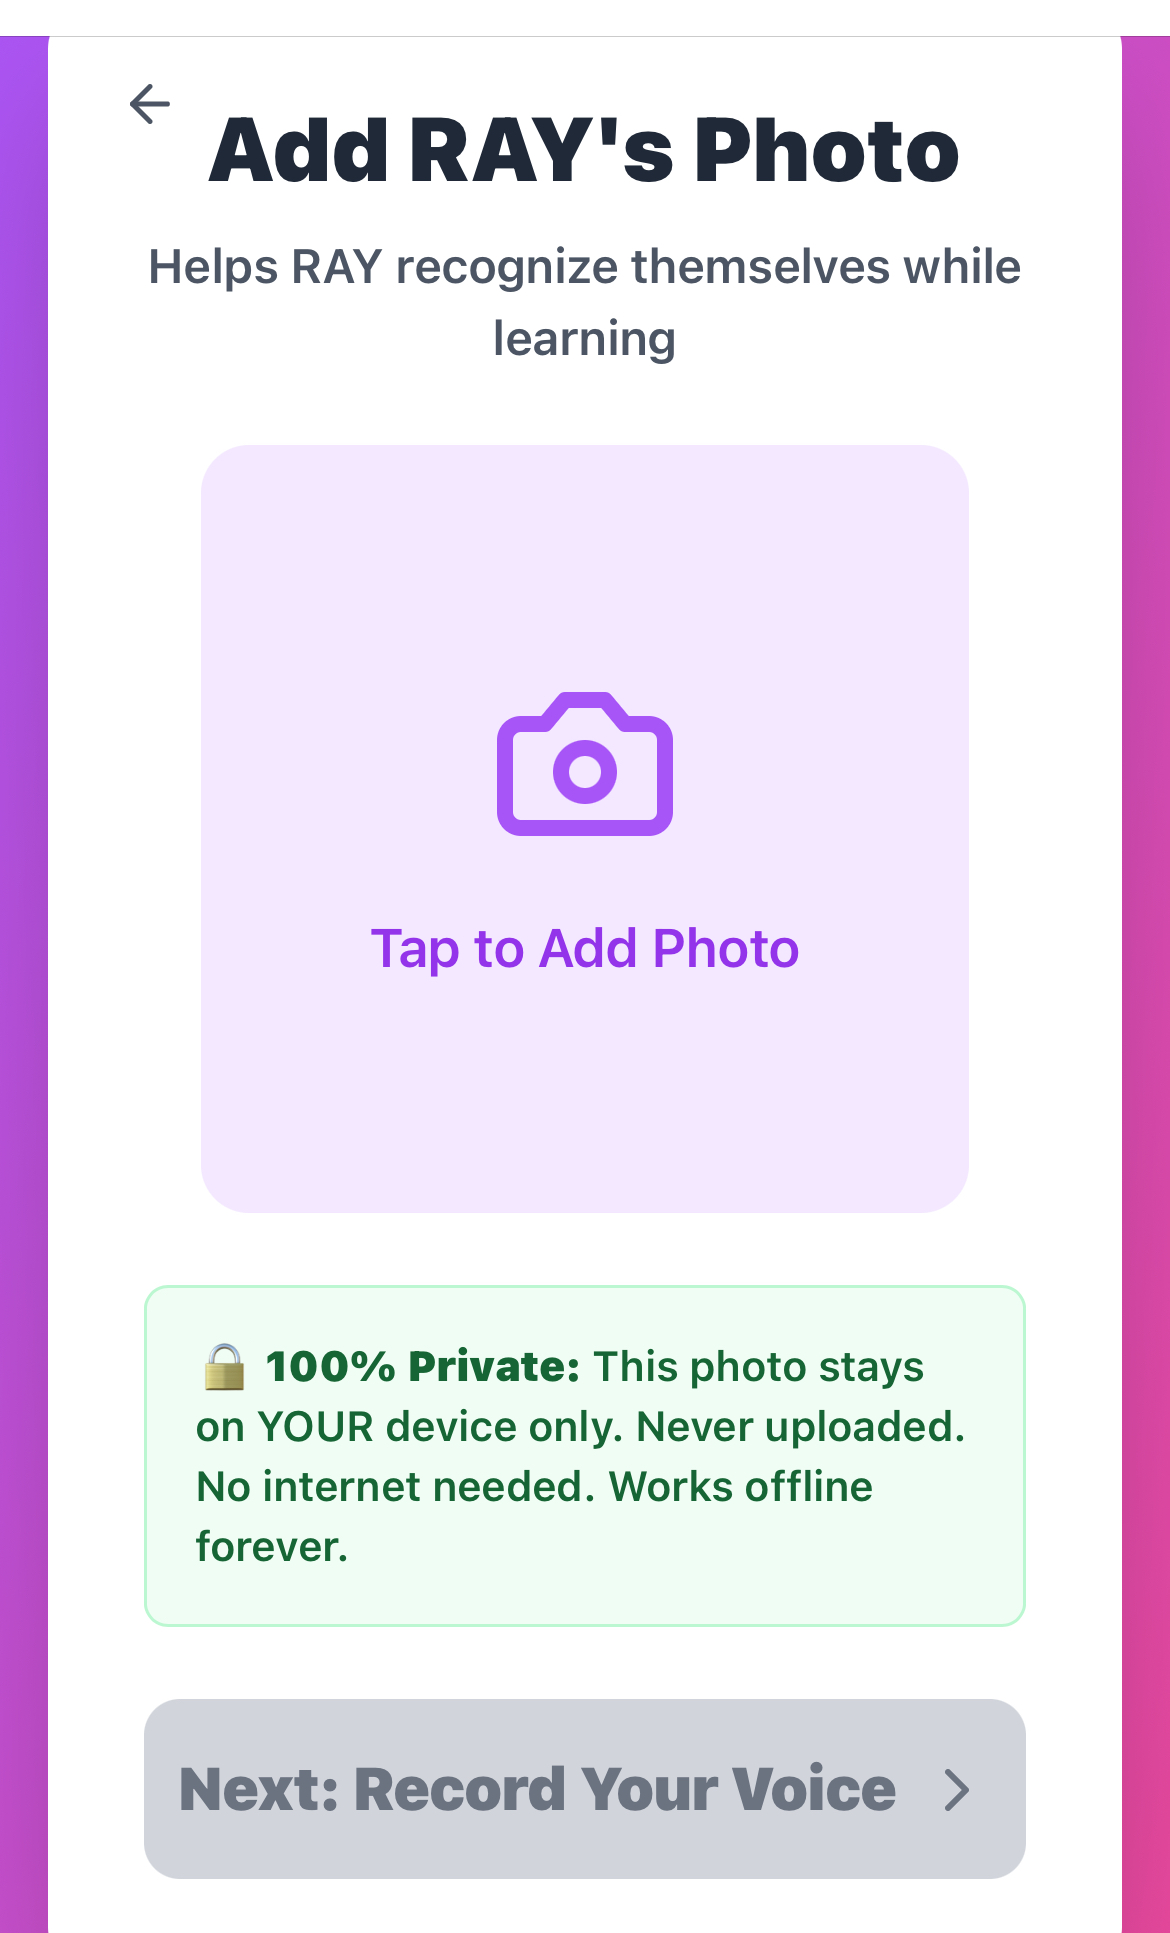 Add RAY's Photo
Helps RAY recognize themselves while
learning
Tap to Add Photo
🔒 100% Private: This photo stays
on YOUR device only. Never uploaded.
No internet needed. Works offline
forever.
Next: Record Your Voice